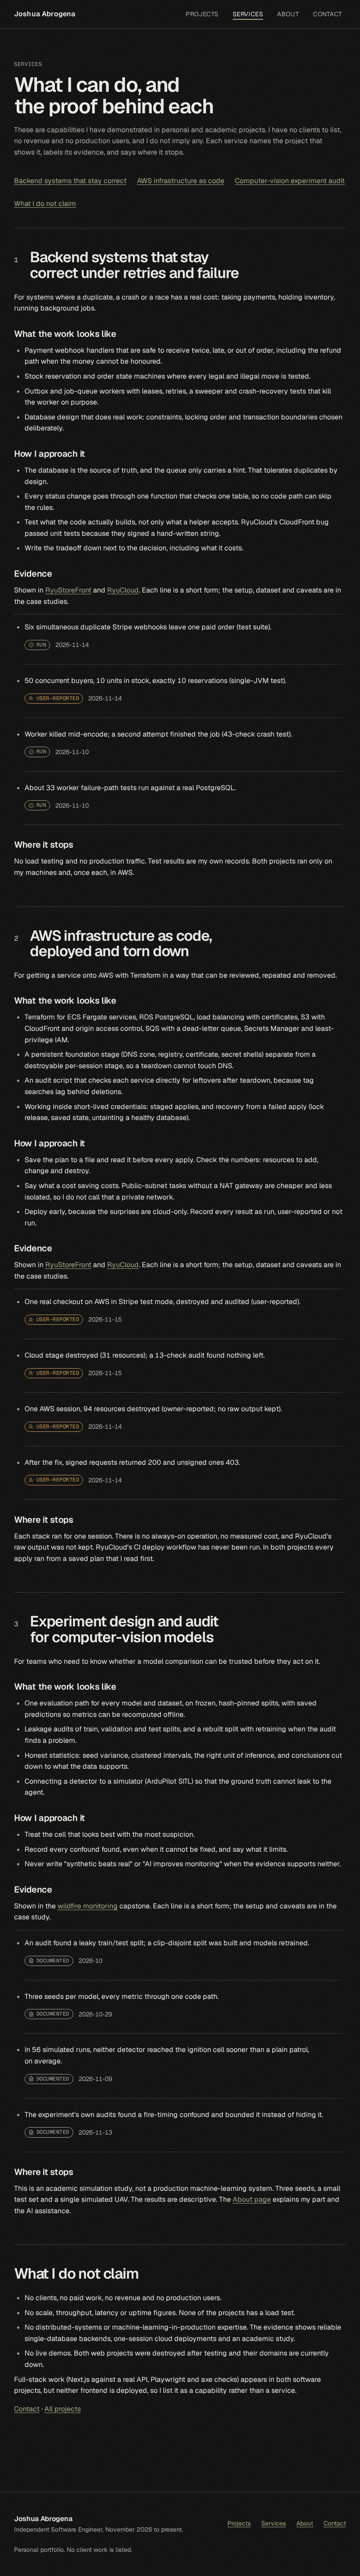 Joshua Abrogena
PROJECTS SERVICES ABOUT CONTACT
SERVICES
What I can do, and
the proof behind each
These are capabilities I have demonstrated in personal and academic projects. I have no clients to list,
no revenue and no production users, and I do not imply any. Each service names the project that
shows it, labels its evidence, and says where it stops.
Backend systems that stay correct AWS infrastructure as code Computer-vision experiment audit
What I do not claim
1 Backend systems that stay
correct under retries and failure
For systems where a duplicate, a crash or a race has a real cost: taking payments, holding inventory,
running background jobs.
What the work looks like
• Payment webhook handlers that are safe to receive twice, late, or out of order, including the refund
path when the money cannot be honoured.
• Stock reservation and order state machines where every legal and illegal move is tested.
• Outbox and job-queue workers with leases, retries, a sweeper and crash-recovery tests that kill
the worker on purpose.
• Database design that does real work: constraints, locking order and transaction boundaries chosen
deliberately.
How I approach it
• The database is the source of truth, and the queue only carries a hint. That tolerates duplicates by
design.
• Every status change goes through one function that checks one table, so no code path can skip
the rules.
• Test what the code actually builds, not only what a helper accepts. RyuCloud's CloudFront bug
passed unit tests because they signed a hand-written string.
• Write the tradeoff down next to the decision, including what it costs.
Evidence
Shown in RyuStoreFront and RyuCloud. Each line is a short form; the setup, dataset and caveats are in
the case studies.
• Six simultaneous duplicate Stripe webhooks leave one paid order (test suite).
RUN 2026-11-14
• 50 concurrent buyers, 10 units in stock, exactly 10 reservations (single-JVM test).
USER-REPORTED 2026-11-14
• Worker killed mid-encode; a second attempt finished the job (43-check crash test).
RUN 2026-11-10
• About 33 worker failure-path tests run against a real PostgreSQL.
RUN 2026-11-10
Where it stops
No load testing and no production traffic. Test results are my own records. Both projects ran only on
my machines and, once each, in AWS.
2 AWS infrastructure as code,
deployed and torn down
For getting a service onto AWS with Terraform in a way that can be reviewed, repeated and removed.
What the work looks like
• Terraform for ECS Fargate services, RDS PostgreSQL, load balancing with certificates, S3 with
CloudFront and origin access control, SQS with a dead-letter queue, Secrets Manager and least-
privilege IAM.
• A persistent foundation stage (DNS zone, registry, certificate, secret shells) separate from a
destroyable per-session stage, so a teardown cannot touch DNS.
• An audit script that checks each service directly for leftovers after teardown, because tag
searches lag behind deletions.
• Working inside short-lived credentials: staged applies, and recovery from a failed apply (lock
release, saved state, untainting a healthy database).
How I approach it
• Save the plan to a file and read it before every apply. Check the numbers: resources to add,
change and destroy.
• Say what a cost saving costs. Public-subnet tasks without a NAT gateway are cheaper and less
isolated, so I do not call that a private network.
• Deploy early, because the surprises are cloud-only. Record every result as run, user-reported or not
run.
Evidence
Shown in RyuStoreFront and RyuCloud. Each line is a short form; the setup, dataset and caveats are in
the case studies.
• One real checkout on AWS in Stripe test mode, destroyed and audited (user-reported).
USER-REPORTED 2026-11-15
• Cloud stage destroyed (31 resources); a 13-check audit found nothing left.
USER-REPORTED 2026-11-15
• One AWS session, 94 resources destroyed (owner-reported; no raw output kept).
USER-REPORTED 2026-11-14
• After the fix, signed requests returned 200 and unsigned ones 403.
USER-REPORTED 2026-11-14
Where it stops
Each stack ran for one session. There is no always-on operation, no measured cost, and RyuCloud's
raw output was not kept. RyuCloud's CI deploy workflow has never been run. In both projects every
apply ran from a saved plan that I read first.
3 Experiment design and audit
for computer-vision models
For teams who need to know whether a model comparison can be trusted before they act on it.
What the work looks like
• One evaluation path for every model and dataset, on frozen, hash-pinned splits, with saved
predictions so metrics can be recomputed offline.
• Leakage audits of train, validation and test splits, and a rebuilt split with retraining when the audit
finds a problem.
• Honest statistics: seed variance, clustered intervals, the right unit of inference, and conclusions cut
down to what the data supports.
• Connecting a detector to a simulator (ArduPilot SITL) so that the ground truth cannot leak to the
agent.
How I approach it
• Treat the cell that looks best with the most suspicion.
• Record every confound found, even when it cannot be fixed, and say what it limits.
• Never write "synthetic beats real" or "AI improves monitoring" when the evidence supports neither.
Evidence
Shown in the wildfire monitoring capstone. Each line is a short form; the setup and caveats are in the
case study.
• An audit found a leaky train/test split; a clip-disjoint split was built and models retrained.
DOCUMENTED 2026-10
• Three seeds per model, every metric through one code path.
DOCUMENTED 2026-10-29
• In 56 simulated runs, neither detector reached the ignition cell sooner than a plain patrol,
on average.
DOCUMENTED 2026-11-09
• The experiment's own audits found a fire-timing confound and bounded it instead of hiding it.
DOCUMENTED 2026-11-13
Where it stops
This is an academic simulation study, not a production machine-learning system. Three seeds, a small
test set and a single simulated UAV. The results are descriptive. The About page explains my part and
the AI assistance.
What I do not claim
• No clients, no paid work, no revenue and no production users.
• No scale, throughput, latency or uptime figures. None of the projects has a load test.
• No distributed-systems or machine-learning-in-production expertise. The evidence shows reliable
single-database backends, one-session cloud deployments and an academic study.
• No live demos. Both web projects were destroyed after testing and their domains are currently
down.
Full-stack work (Next.js against a real API, Playwright and axe checks) appears in both software
projects, but neither frontend is deployed, so I list it as a capability rather than a service.
Contact · All projects
Joshua Abrogena
Independent Software Engineer, November 2026 to present.
Projects Services About Contact
Personal portfolio. No client work is listed.